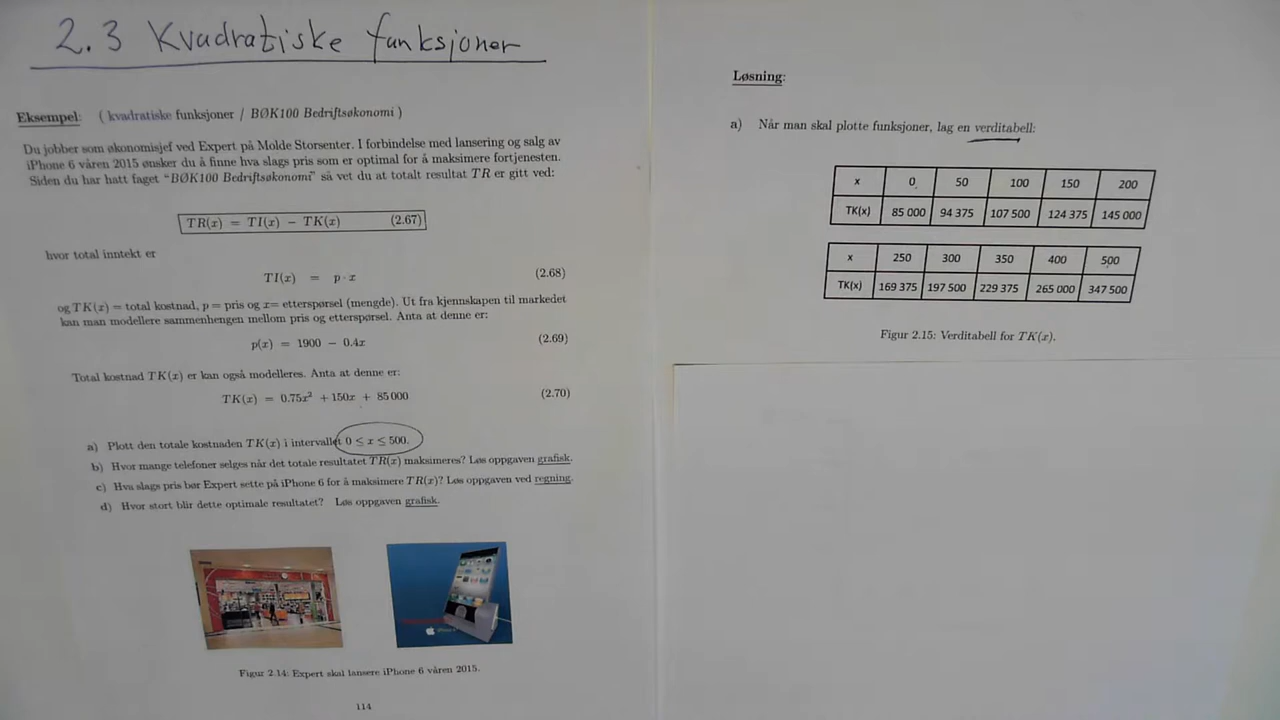 2.3 Kvadratiske funksjoner
Eksempel: ( kvadratiske funksjoner / BØK100 Bedriftsøkonomi )
Du jobber som økonomisjef ved Expert på Molde Storsenter. I forbindelse med lansering og salg av
iPhone 6 våren 2015 ønsker du å finne hva slags pris som er optimal for å maksimere fortjenesten.
Siden du har hatt faget "BØK100 Bedriftsøkonomi" så vet du at totalt resultat TR er gitt ved:
TR(x) = TI(x) − TK(x) (2.67)
hvor total inntekt er
TI(x) = p · x (2.68)
og TK(x) = total kostnad, p = pris og x= etterspørsel (mengde). Ut fra kjennskapen til markedet
kan man modellere sammenhengen mellom pris og etterspørsel. Anta at denne er:
p(x) = 1900 − 0.4x (2.69)
Total kostnad TK(x) er kan også modelleres. Anta at denne er:
TK(x) = 0.75x² + 150x + 85 000 (2.70)
a) Plott den totale kostnaden TK(x) i intervallet 0 ≤ x ≤ 500.
b) Hvor mange telefoner selges når det totale resultatet TR(x) maksimeres? Løs oppgaven grafisk.
c) Hva slags pris bør Expert sette på iPhone 6 for å maksimere TR(x)? Løs oppgaven ved regning.
d) Hvor stort blir dette optimale resultatet? Løs oppgaven grafisk.
Figur 2.14: Expert skal lansere iPhone 6 våren 2015.
114
Løsning:
a) Når man skal plotte funksjoner, lag en verditabell:
x 0 50 100 150 200
TK(x) 85 000 94 375 107 500 124 375 145 000
x 250 300 350 400 500
TK(x) 169 375 197 500 229 375 265 000 347 500
Figur 2.15: Verditabell for TK(x).